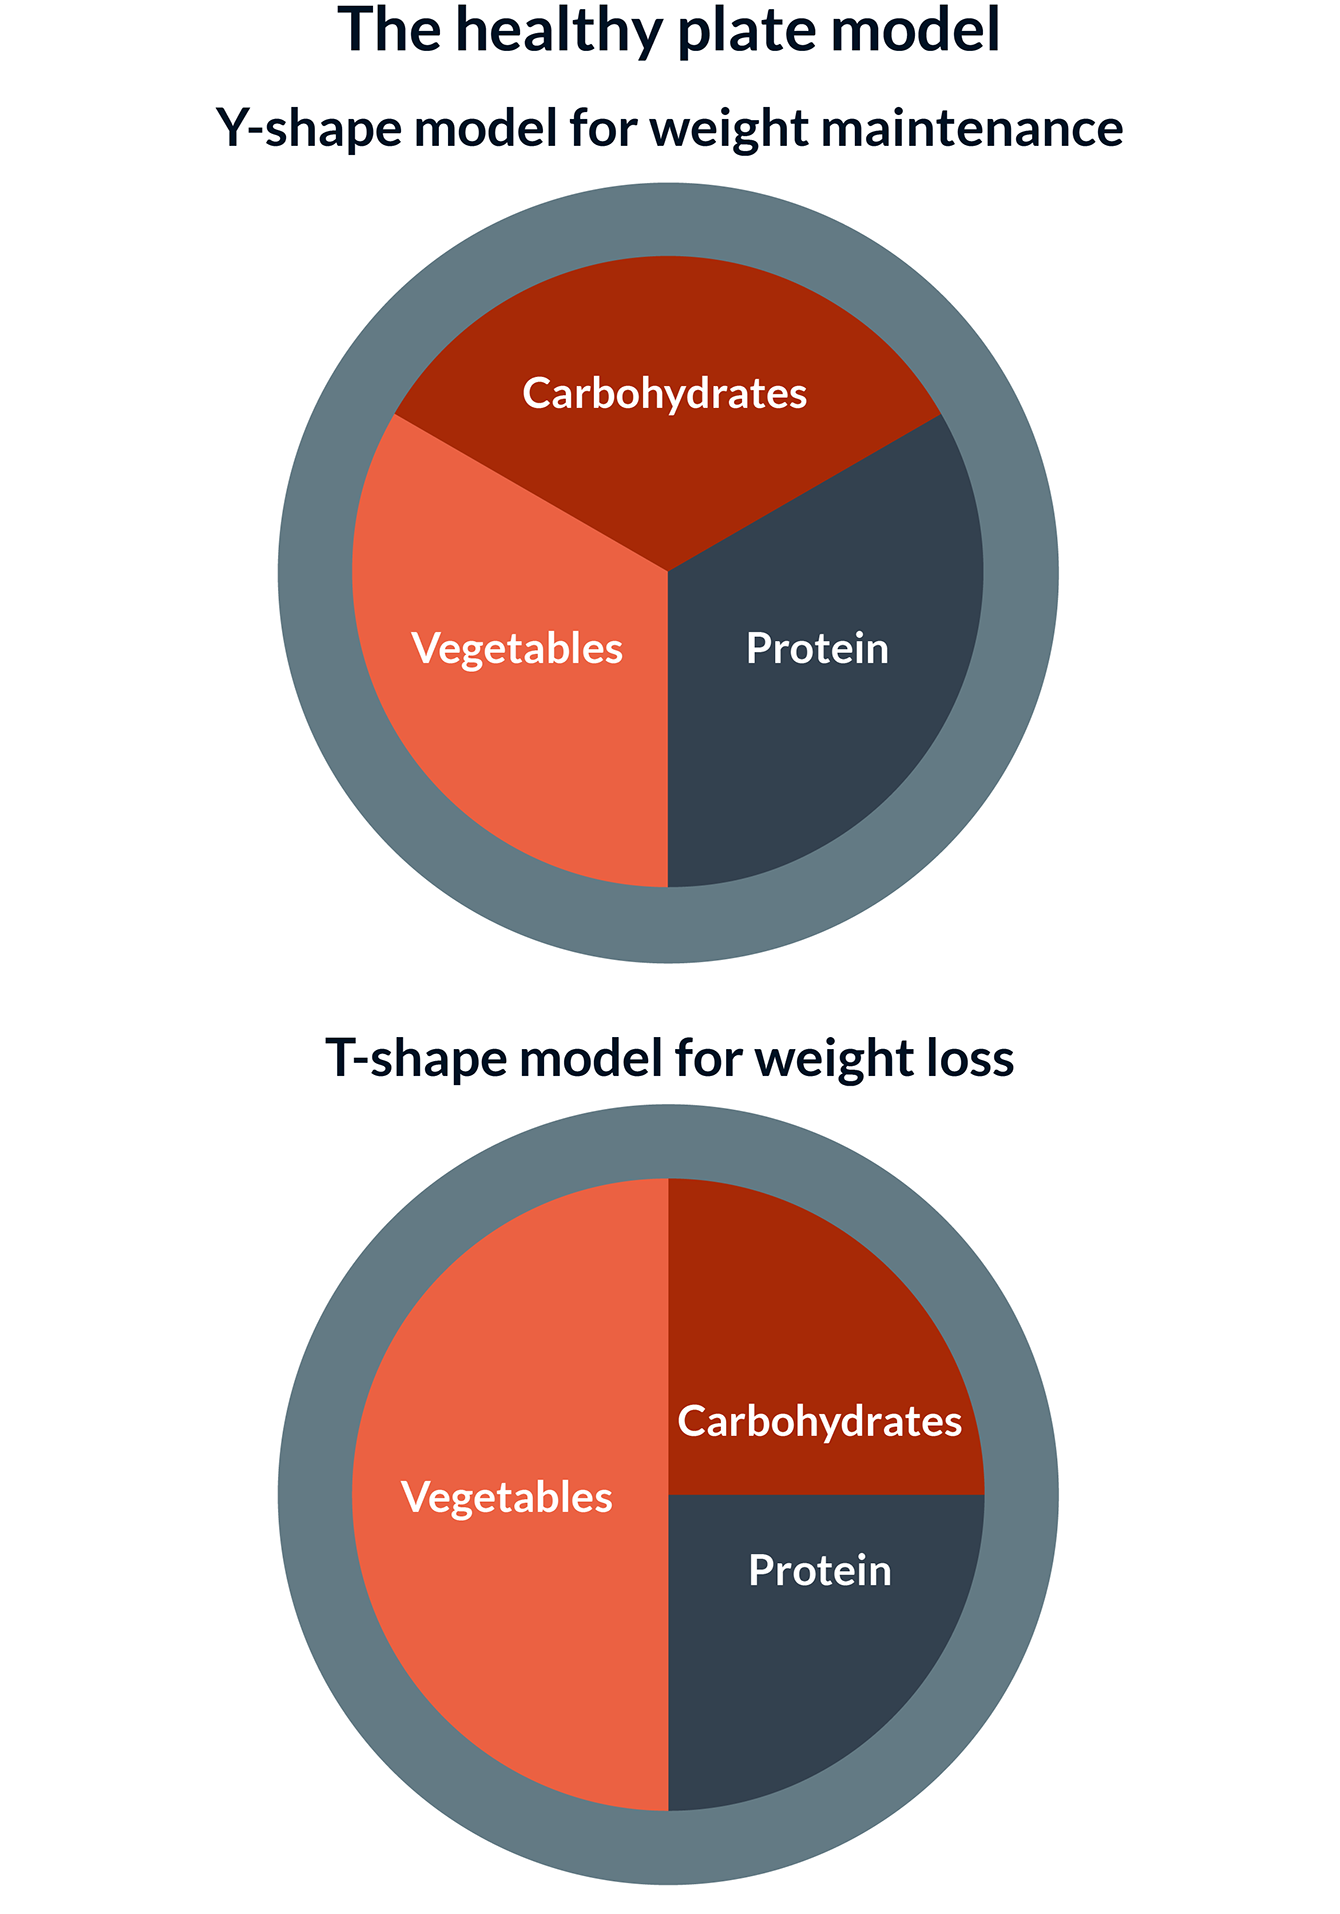 The healthy plate model
Y-shape model for weight maintenance
Carbohydrates
Vegetables
Protein
T-shape model for weight loss
Carbohydrates
Vegetables
Protein